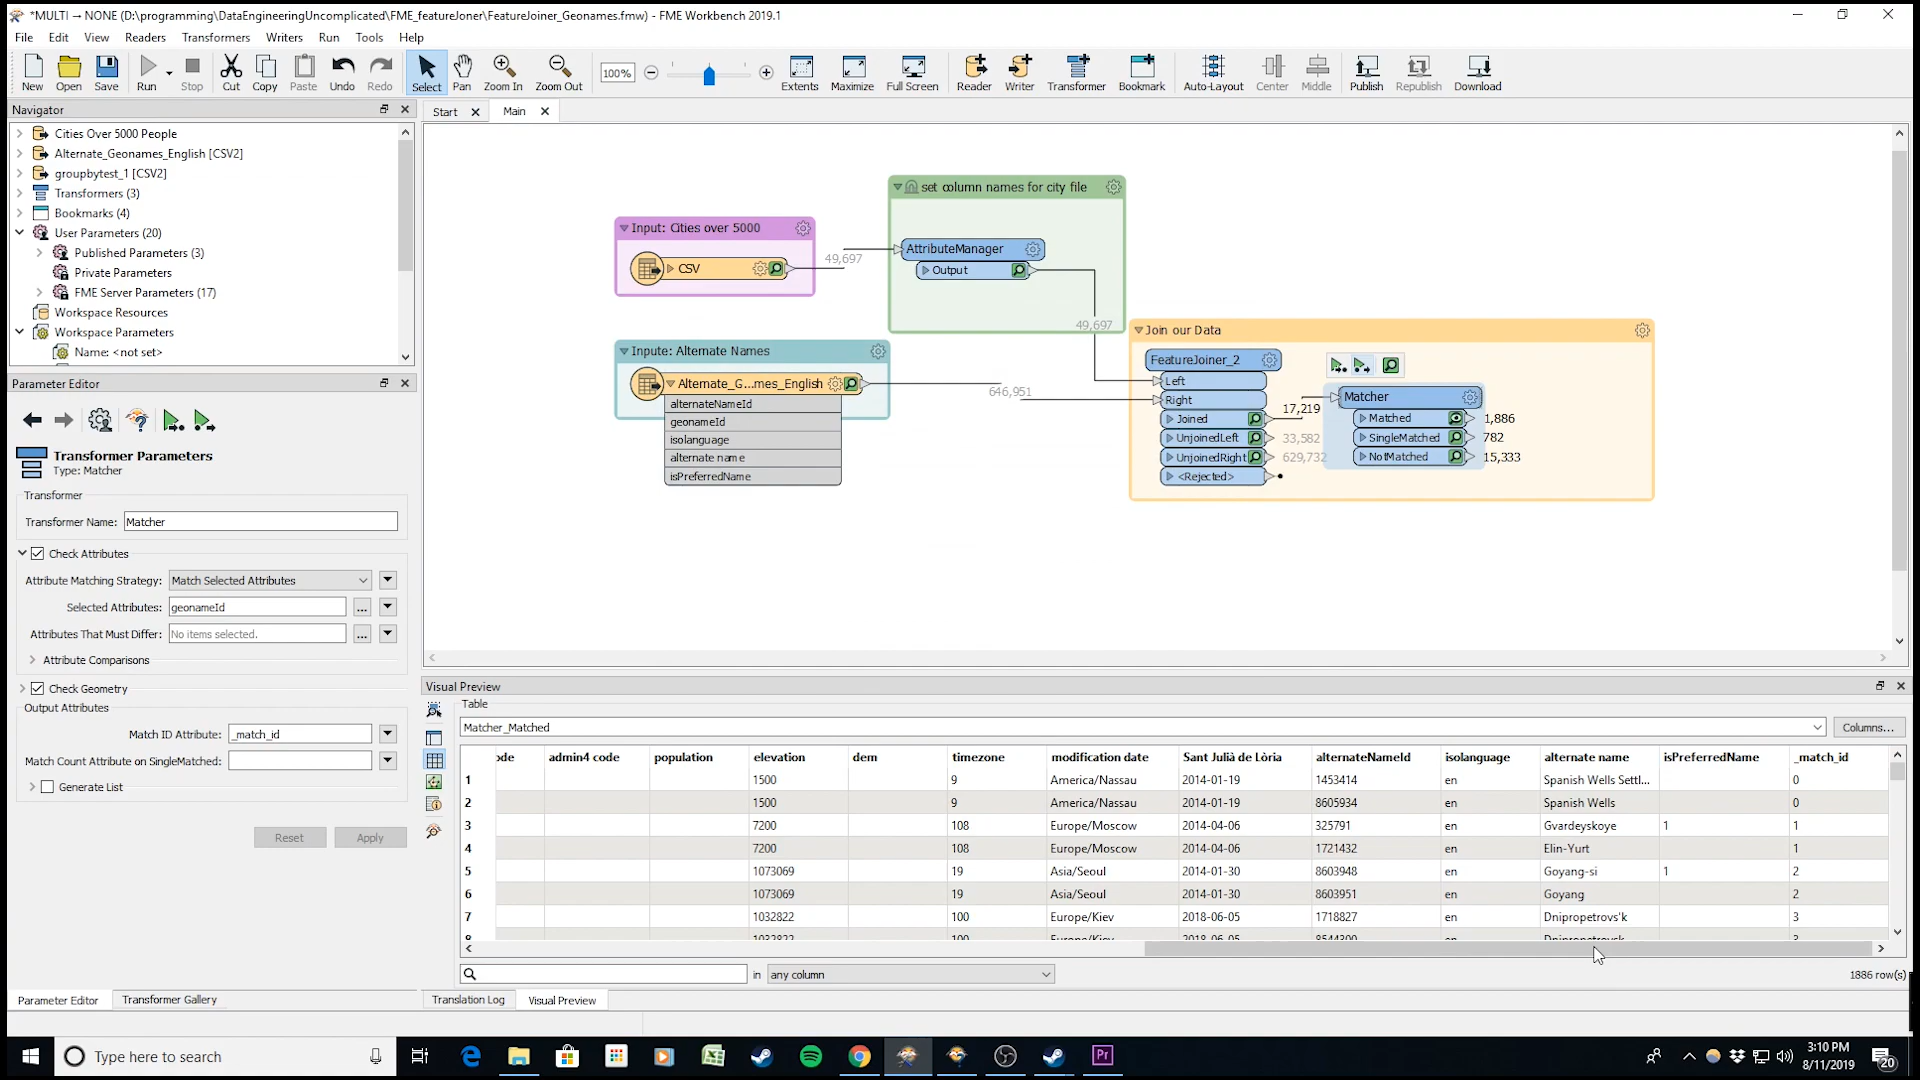 *MULTI → NONE (D:\programming\DataEngineeringUncomplicated\FME_featureJoner\FeatureJoiner_Geonames.fmw) - FME Workbench 2019.1
File Edit View Readers Transformers Writers Run Tools Help
New Open Save Run Stop Cut Copy Paste Undo Redo Select Pan Zoom In Zoom Out 100% Extents Maximize Full Screen Reader Writer Transformer Bookmark Auto-Layout Center Middle Publish Republish Download
Navigator
Start Main
Cities Over 5000 People
Alternate_Geonames_English [CSV2]
groupbytest_1 [CSV2]
Transformers (3)
Bookmarks (4)
User Parameters (20)
Published Parameters (3)
Private Parameters
FME Server Parameters (17)
Workspace Resources
Workspace Parameters
Name: <not set>
set column names for city file
Input: Cities over 5000
CSV
49,697
AttributeManager
Output
49,697
Inpute: Alternate Names
Alternate_G...mes_English
alternateNameId
geonameId
isolanguage
alternate name
isPreferredName
646,951
Join our Data
FeatureJoiner_2
Left
Right
Joined
UnjoinedLeft
UnjoinedRight
<Rejected>
17,219
33,582
629,732
Matcher
Matched 1,886
SingleMatched 782
NotMatched 15,333
Parameter Editor
Transformer Parameters
Type: Matcher
Transformer
Transformer Name: Matcher
Check Attributes
Attribute Matching Strategy: Match Selected Attributes
Selected Attributes: geonameId ...
Attributes That Must Differ: No items selected. ...
Attribute Comparisons
Check Geometry
Output Attributes
Match ID Attribute: _match_id
Match Count Attribute on SingleMatched:
Generate List
Reset Apply
Parameter Editor Transformer Gallery
Visual Preview
Table
Matcher_Matched Columns...
ode admin4 code population elevation dem timezone modification date Sant Julià de Lòria alternateNameId isolanguage alternate name isPreferredName _match_id
1 1500 9 America/Nassau 2014-01-19 1453414 en Spanish Wells Settl... 0
2 1500 9 America/Nassau 2014-01-19 8605934 en Spanish Wells 0
3 7200 108 Europe/Moscow 2014-04-06 325791 en Gvardeyskoye 1 1
4 7200 108 Europe/Moscow 2014-04-06 1721432 en Elin-Yurt 1
5 1073069 19 Asia/Seoul 2014-01-30 8603948 en Goyang-si 1 2
6 1073069 19 Asia/Seoul 2014-01-30 8603951 en Goyang 2
7 1032822 100 Europe/Kiev 2018-06-05 1718827 en Dnipropetrovs'k 3
8 1032822 100 Europe/Kiev 2018-06-05 8544300 en Dnipropetrovsk 3
in any column 1886 row(s)
Translation Log Visual Preview
Type here to search
Pr
3:10 PM
8/11/2019
20